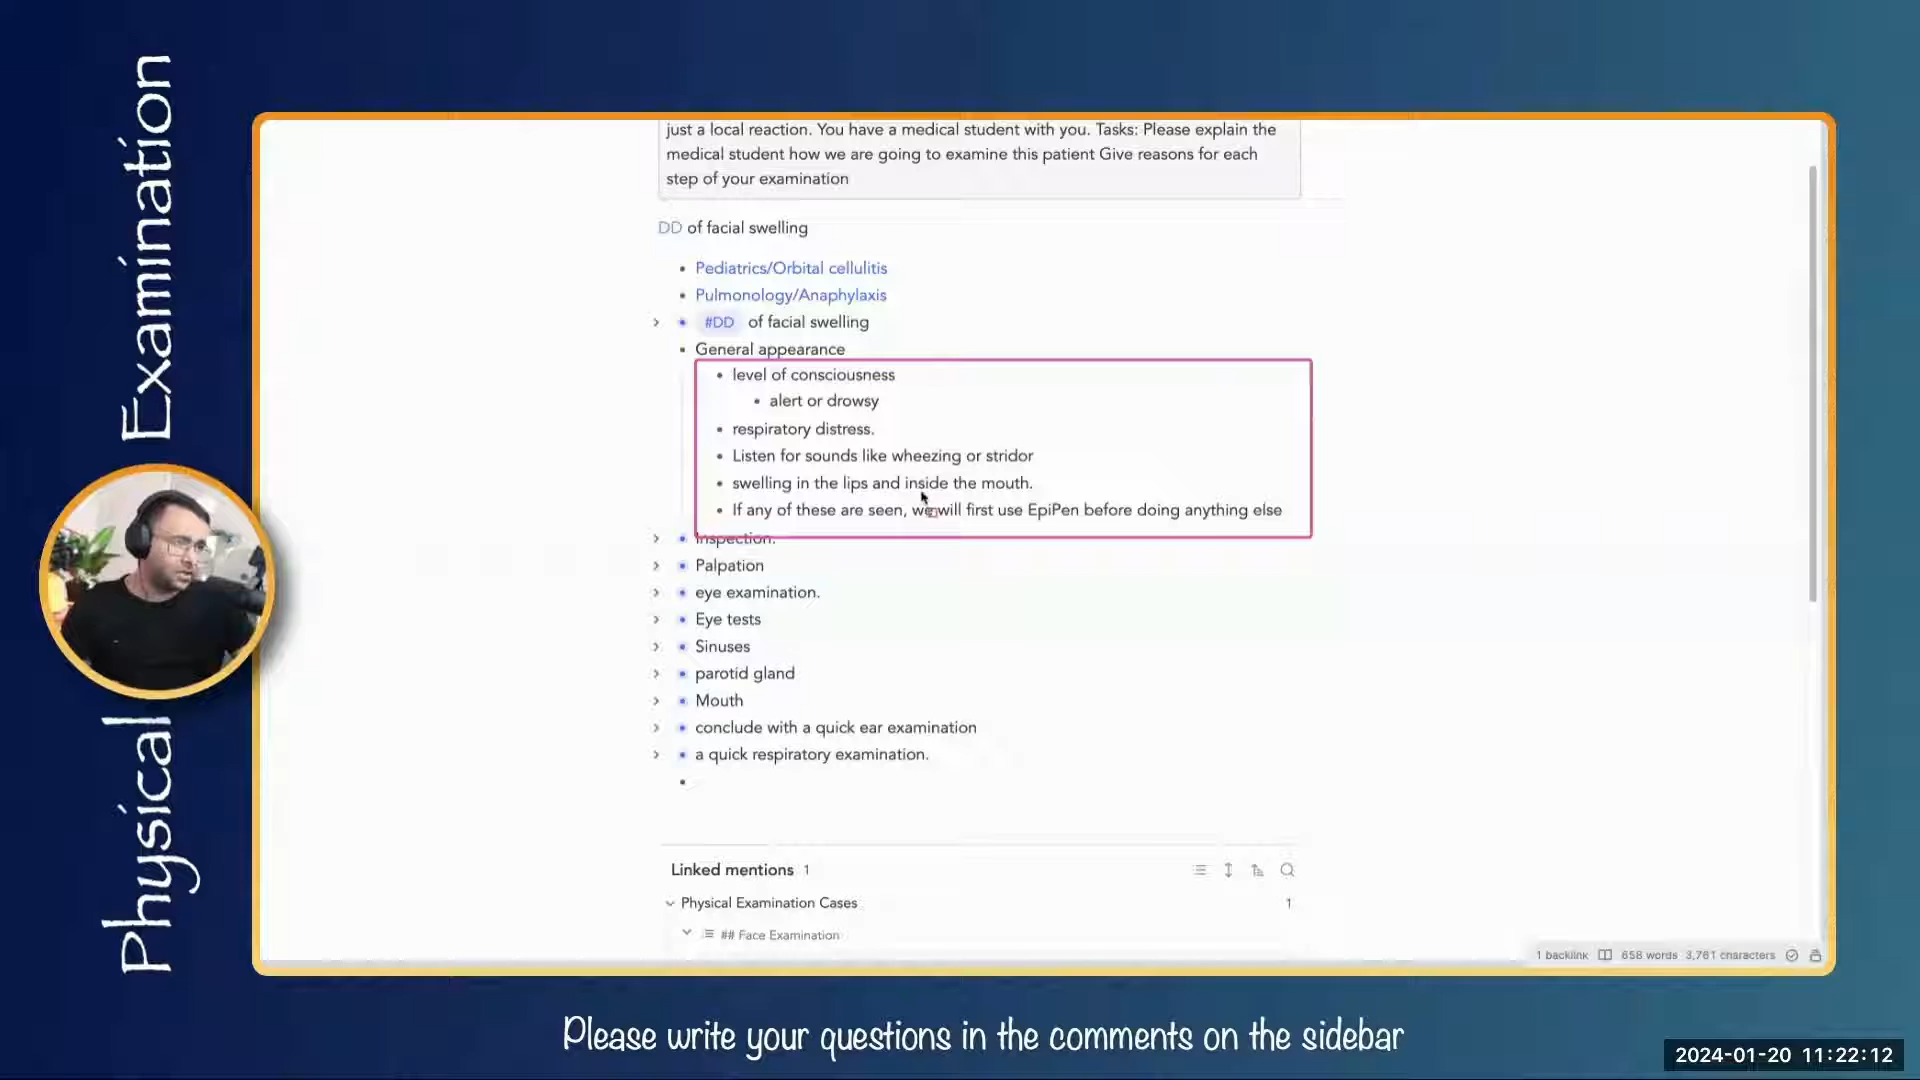 Physical Examination
just a local reaction. You have a medical student with you. Tasks: Please explain the
medical student how we are going to examine this patient Give reasons for each
step of your examination
DD of facial swelling
Pediatrics/Orbital cellulitis
Pulmonology/Anaphylaxis
#DD of facial swelling
General appearance
level of consciousness
alert or drowsy
respiratory distress.
Listen for sounds like wheezing or stridor
swelling in the lips and inside the mouth.
If any of these are seen, we will first use EpiPen before doing anything else
Inspection.
Palpation
eye examination.
Eye tests
Sinuses
parotid gland
Mouth
conclude with a quick ear examination
a quick respiratory examination.
Linked mentions 1
Physical Examination Cases 1
## Face Examination
1 backlink 658 words 3,761 characters
Please write your questions in the comments on the sidebar
2024-01-20 11:22:12